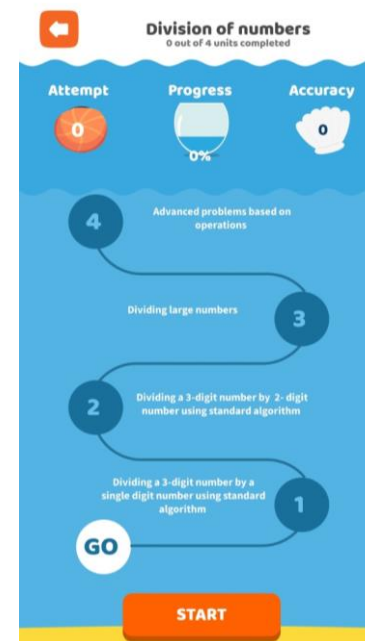 Division of numbers
0 out of 4 units completed
Attempt
Progress
Accuracy
0
0%
0
4
Advanced problems based on
operations
Dividing large numbers
3
2
Dividing a 3-digit number by 2- digit
number using standard algorithm
Dividing a 3-digit number by a
single digit number using standard
algorithm
1
GO
START